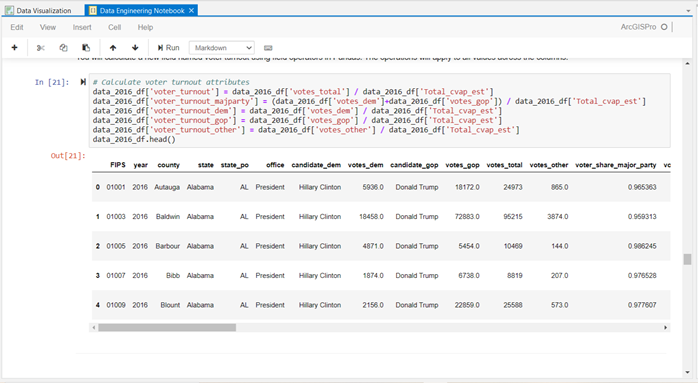 Data Visualization
Data Engineering Notebook
Edit View Insert Cell Help
ArcGISPro
Run Markdown
You will calculate a new field named voter turnout using field operators in Pandas. The operations will apply to all values across the columns.
In [21]:
# Calculate voter turnout attributes
data_2016_df['voter_turnout'] = data_2016_df['votes_total'] / data_2016_df['Total_cvap_est']
data_2016_df['voter_turnout_majparty'] = (data_2016_df['votes_dem']+data_2016_df['votes_gop']) / data_2016_df['Total_cvap_est']
data_2016_df['voter_turnout_dem'] = data_2016_df['votes_dem'] / data_2016_df['Total_cvap_est']
data_2016_df['voter_turnout_gop'] = data_2016_df['votes_gop'] / data_2016_df['Total_cvap_est']
data_2016_df['voter_turnout_other'] = data_2016_df['votes_other'] / data_2016_df['Total_cvap_est']
data_2016_df.head()
Out[21]:
FIPS year county state state_po office candidate_dem votes_dem candidate_gop votes_gop votes_total votes_other voter_share_major_party vo
0 01001 2016 Autauga Alabama AL President Hillary Clinton 5936.0 Donald Trump 18172.0 24973 865.0 0.965363
1 01003 2016 Baldwin Alabama AL President Hillary Clinton 18458.0 Donald Trump 72883.0 95215 3874.0 0.959313
2 01005 2016 Barbour Alabama AL President Hillary Clinton 4871.0 Donald Trump 5454.0 10469 144.0 0.986245
3 01007 2016 Bibb Alabama AL President Hillary Clinton 1874.0 Donald Trump 6738.0 8819 207.0 0.976528
4 01009 2016 Blount Alabama AL President Hillary Clinton 2156.0 Donald Trump 22859.0 25588 573.0 0.977607